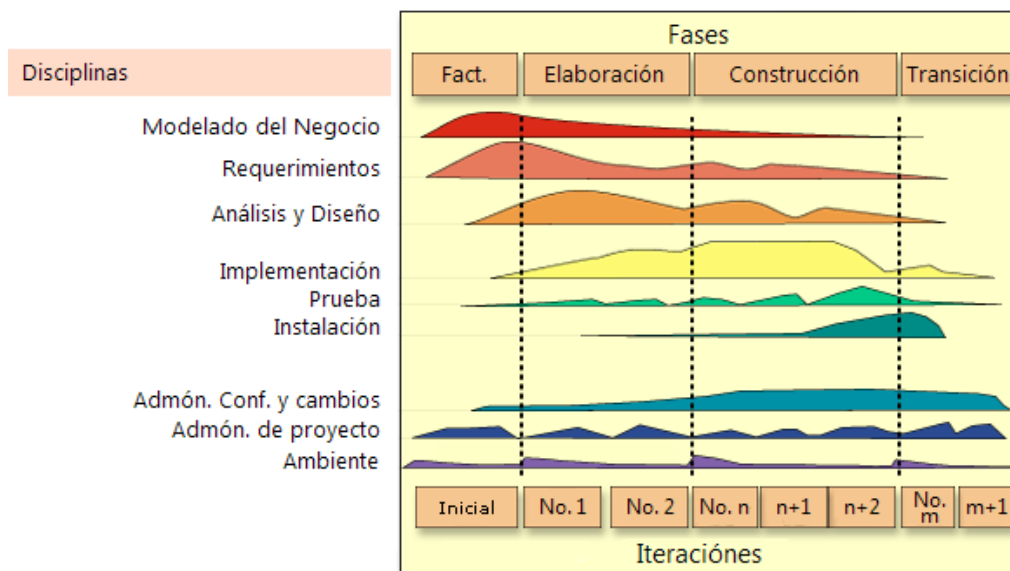 Fases
Disciplinas
Fact. Elaboración Construcción Transición
Modelado del Negocio
Requerimientos
Análisis y Diseño
Implementación
Prueba
Instalación
Admón. Conf. y cambios
Admón. de proyecto
Ambiente
Inicial No. 1 No. 2 No. n n+1 n+2 No. m m+1
Iteraciónes